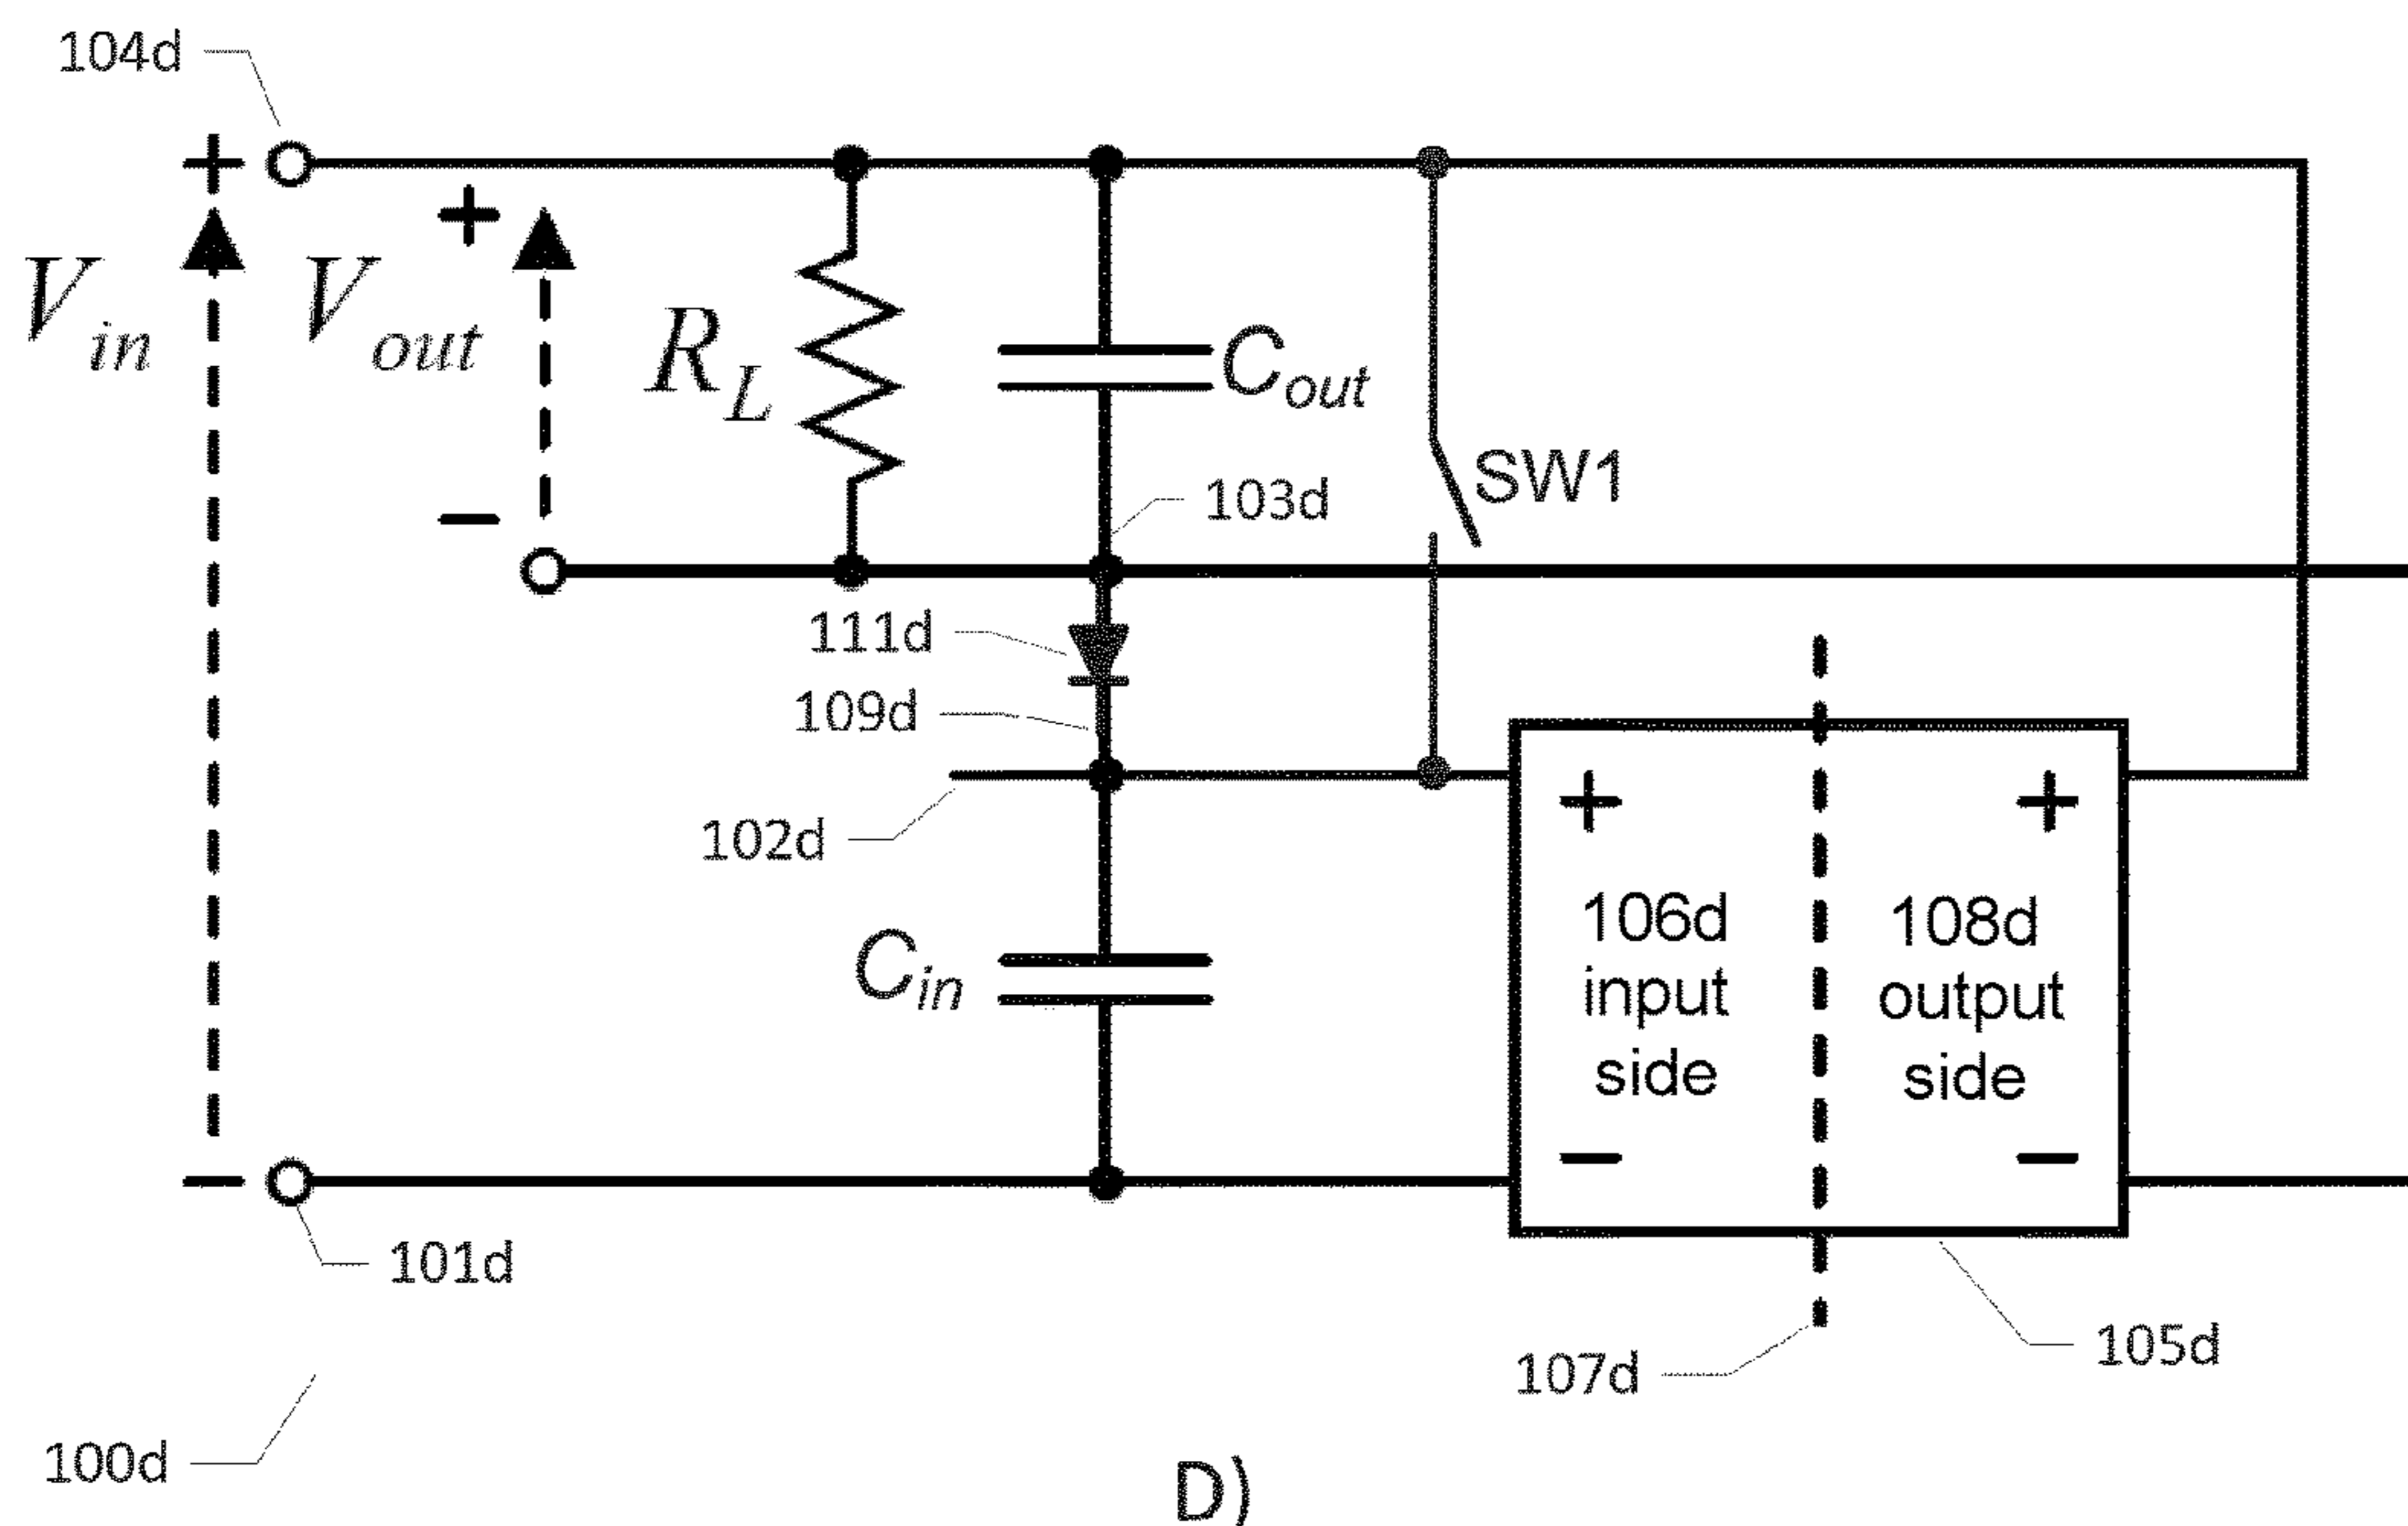 104d
+
+
V_in
V_out
R_L
C_out
SW1
103d
−
111d
109d
102d
+ +
106d 108d
input output
side side
C_in
− −
−
101d
107d
105d
100d
D)